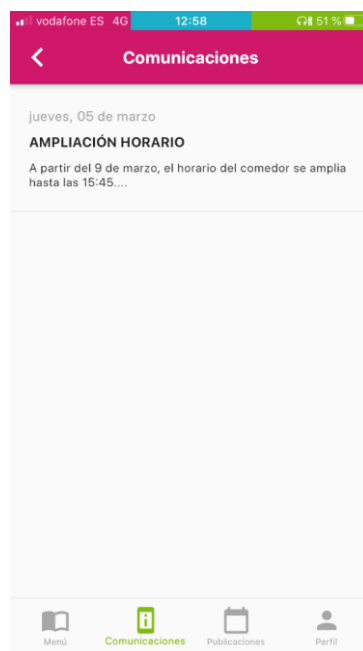 vodafone ES 4G 12:58 51 %
Comunicaciones
jueves, 05 de marzo
AMPLIACIÓN HORARIO
A partir del 9 de marzo, el horario del comedor se amplia
hasta las 15:45....
Menú Comunicaciones Publicaciones Perfil